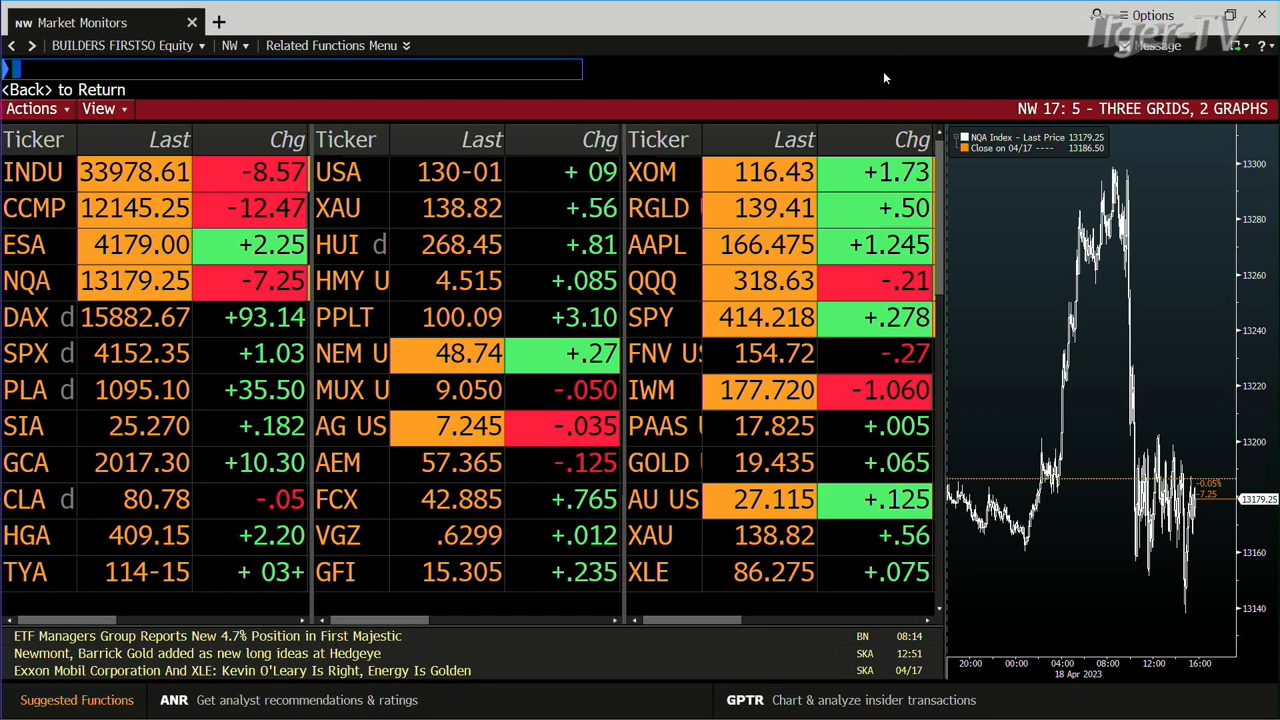 NW Market Monitors
Options
Tiger-TV
BUILDERS FIRSTSO Equity NW Related Functions Menu
Message
<Back> to Return
Actions View NW 17: 5 - THREE GRIDS, 2 GRAPHS
Ticker Last Chg Ticker Last Chg Ticker Last Chg
INDU 33978.61 -8.57 USA 130-01 + 09 XOM 116.43 +1.73
CCMP 12145.25 -12.47 XAU 138.82 +.56 RGLD 139.41 +.50
ESA 4179.00 +2.25 HUI d 268.45 +.81 AAPL 166.475 +1.245
NQA 13179.25 -7.25 HMY U 4.515 +.085 QQQ 318.63 -.21
DAX d 15882.67 +93.14 PPLT 100.09 +3.10 SPY 414.218 +.278
SPX d 4152.35 +1.03 NEM U 48.74 +.27 FNV US 154.72 -.27
PLA d 1095.10 +35.50 MUX U 9.050 -.050 IWM 177.720 -1.060
SIA 25.270 +.182 AG US 7.245 -.035 PAAS 17.825 +.005
GCA 2017.30 +10.30 AEM 57.365 -.125 GOLD 19.435 +.065
CLA d 80.78 -.05 FCX 42.885 +.765 AU US 27.115 +.125
HGA 409.15 +2.20 VGZ .6299 +.012 XAU 138.82 +.56
TYA 114-15 + 03+ GFI 15.305 +.235 XLE 86.275 +.075
NQA Index - Last Price 13179.25
Close on 04/17 ---- 13186.50
13300
13280
13260
13240
13220
13200
-0.05%
-7.25
13179.25
13160
13140
20:00 00:00 04:00 08:00 12:00 16:00
18 Apr 2023
ETF Managers Group Reports New 4.7% Position in First Majestic BN 08:14
Newmont, Barrick Gold added as new long ideas at Hedgeye SKA 12:51
Exxon Mobil Corporation And XLE: Kevin O'Leary Is Right, Energy Is Golden SKA 04/17
Suggested Functions ANR Get analyst recommendations & ratings GPTR Chart & analyze insider transactions